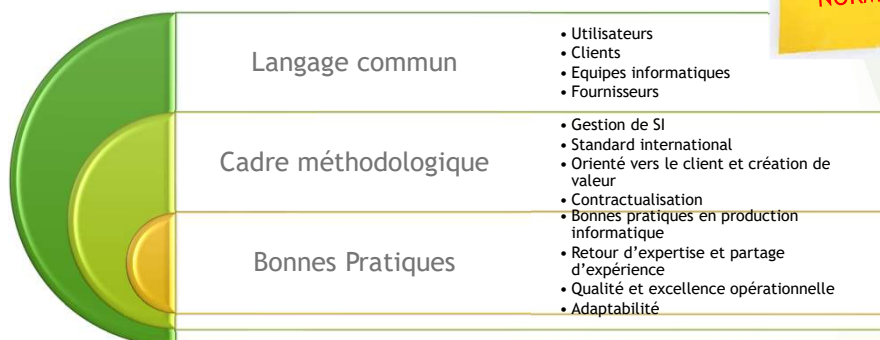 Langage commun
• Utilisateurs
• Clients
• Equipes informatiques
• Fournisseurs
Cadre méthodologique
• Gestion de SI
• Standard international
• Orienté vers le client et création de
valeur
• Contractualisation
Bonnes Pratiques
• Bonnes pratiques en production
informatique
• Retour d’expertise et partage
d’expérience
• Qualité et excellence opérationnelle
• Adaptabilité